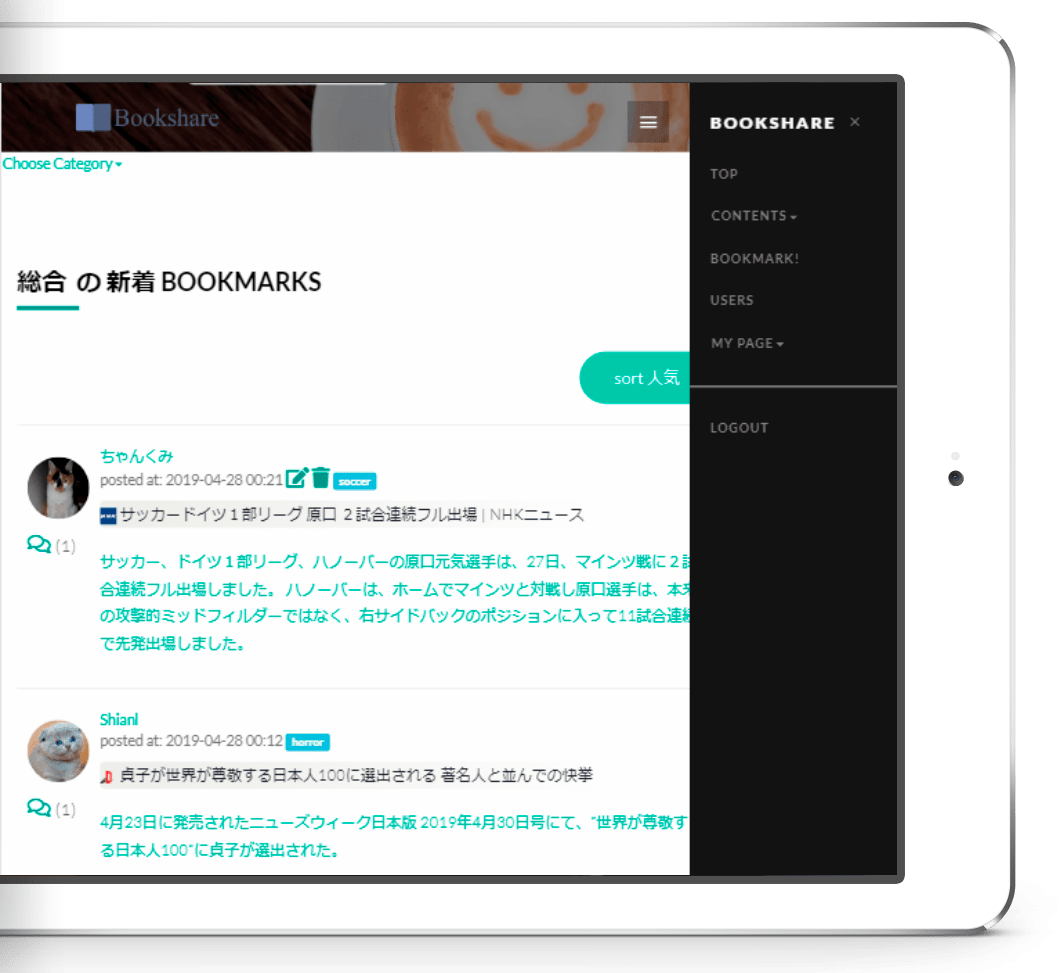 Bookshare
Choose Category
総合 の 新着 BOOKMARKS
sort 人気
ちゃんくみ
posted at: 2019-04-28 00:21 soccer
サッカードイツ１部リーグ 原口 ２試合連続フル出場 | NHKニュース
(1)
サッカー、ドイツ１部リーグ、ハノーバーの原口元気選手は、27日、マインツ戦に２試
合連続フル出場しました。ハノーバーは、ホームでマインツと対戦し原口選手は、本来
の攻撃的ミッドフィルダーではなく、右サイドバックのポジションに入って11試合連続
で先発出場しました。
Shianl
posted at: 2019-04-28 00:12 horror
貞子が世界が尊敬する日本人100に選出される 著名人と並んでの快挙
(1)
4月23日に発売されたニューズウィーク日本版 2019年4月30日号にて、“世界が尊敬す
る日本人100”に貞子が選出された。
BOOKSHARE ×
TOP
CONTENTS
BOOKMARK!
USERS
MY PAGE
LOGOUT